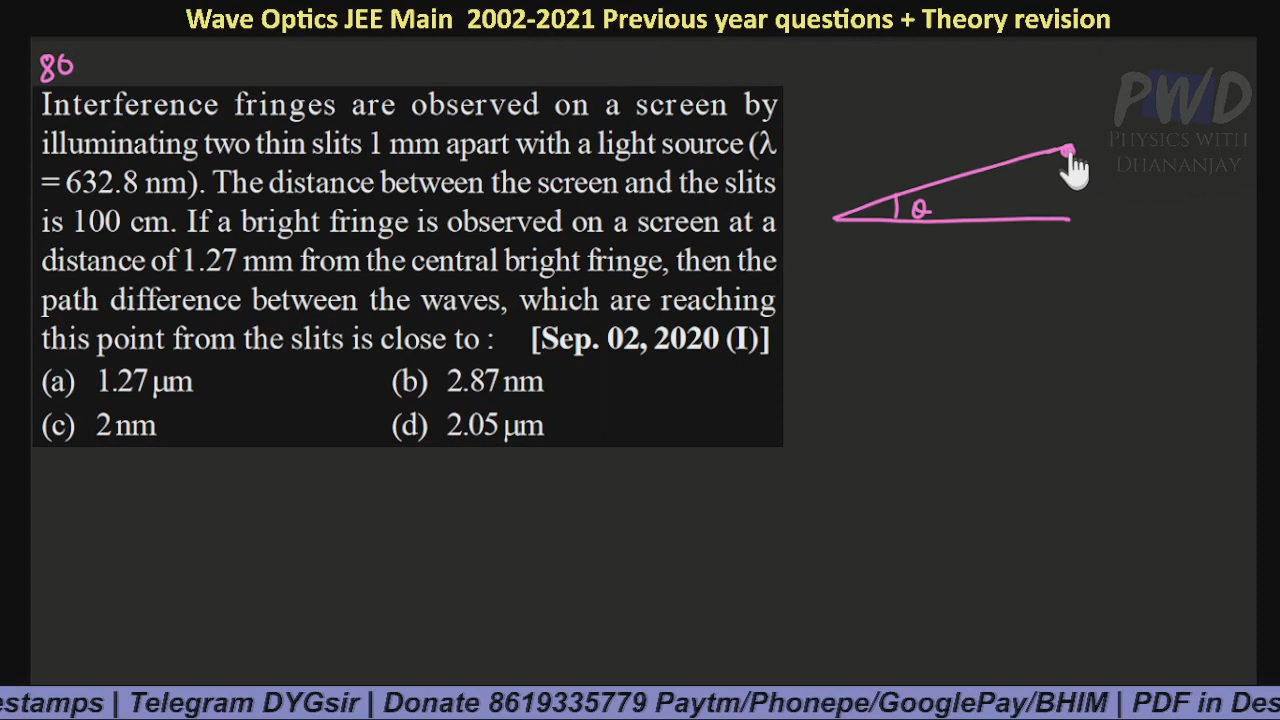 Wave Optics JEE Main 2002-2021 Previous year questions + Theory revision
86
Interference fringes are observed on a screen by
illuminating two thin slits 1 mm apart with a light source (λ
= 632.8 nm). The distance between the screen and the slits
is 100 cm. If a bright fringe is observed on a screen at a
distance of 1.27 mm from the central bright fringe, then the
path difference between the waves, which are reaching
this point from the slits is close to : [Sep. 02, 2020 (I)]
(a) 1.27 μm (b) 2.87 nm
(c) 2 nm (d) 2.05 μm
θ
PWD
PHYSICS WITH
DHANANJAY
estamps | Telegram DYGsir | Donate 8619335779 Paytm/Phonepe/GooglePay/BHIM | PDF in Des